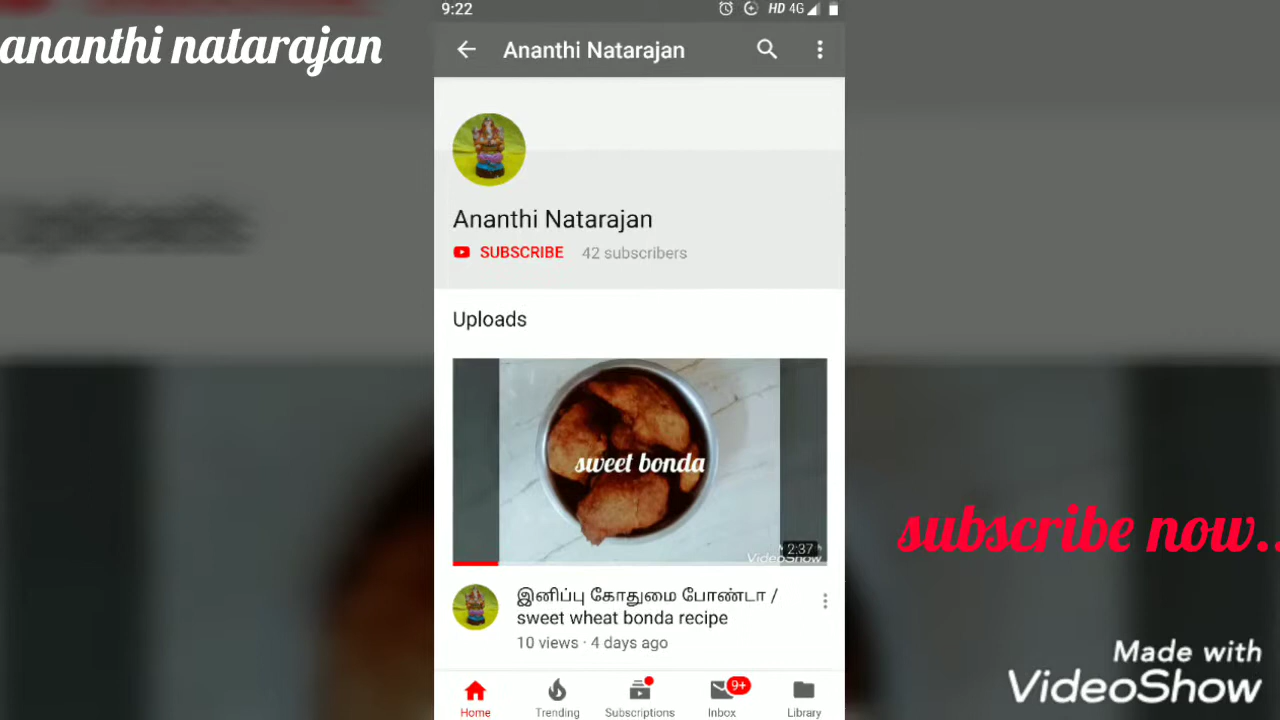 ananthi natarajan
9:22
HD 4G
Ananthi Natarajan
Ananthi Natarajan
SUBSCRIBE 42 subscribers
Uploads
sweet bonda
VideoShow
2:37
இனிப்பு கோதுமை போண்டா /
sweet wheat bonda recipe
10 views · 4 days ago
Home
Trending
Subscriptions
Inbox
9+
Library
subscribe now..
Made with
VideoShow